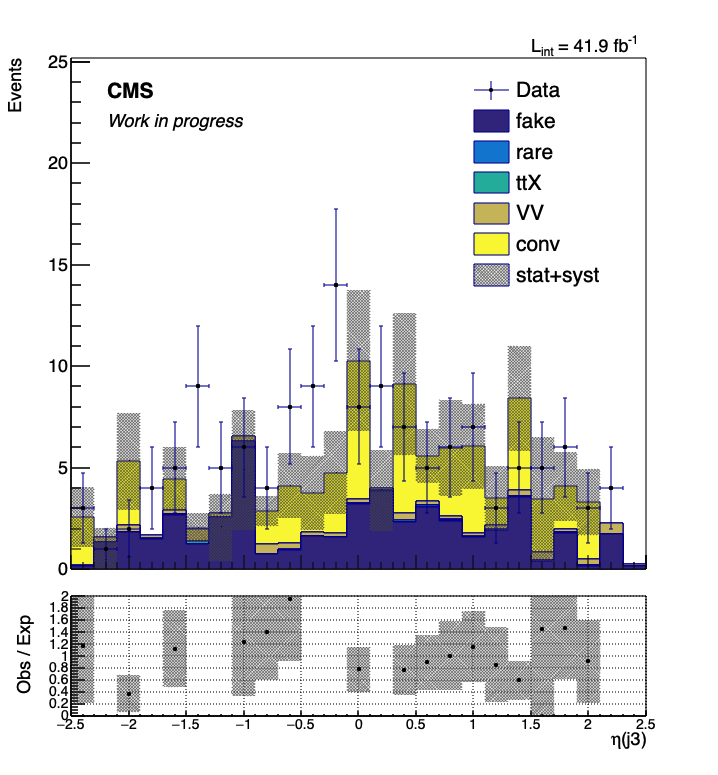 L_int = 41.9 fb⁻¹
Events
25
20
15
10
5
0
CMS
Work in progress
Data
fake
rare
ttX
VV
conv
stat+syst
Obs / Exp
2
1.8
1.6
1.4
1.2
1
0.8
0.6
0.4
0.2
0
−2.5 −2 −1.5 −1 −0.5 0 0.5 1 1.5 2 2.5
η(j3)